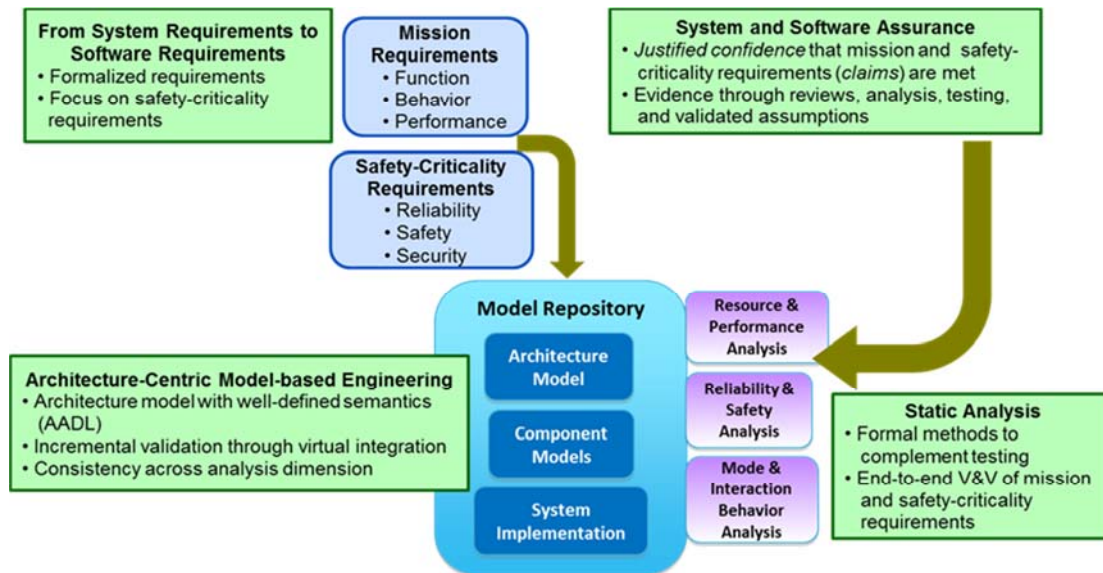 From System Requirements to
Software Requirements
• Formalized requirements
• Focus on safety-criticality
requirements
Mission
Requirements
• Function
• Behavior
• Performance
Safety-Criticality
Requirements
• Reliability
• Safety
• Security
System and Software Assurance
• Justified confidence that mission and safety-
criticality requirements (claims) are met
• Evidence through reviews, analysis, testing,
and validated assumptions
Model Repository
Architecture
Model
Component
Models
System
Implementation
Resource &
Performance
Analysis
Reliability &
Safety
Analysis
Mode &
Interaction
Behavior
Analysis
Architecture-Centric Model-based Engineering
• Architecture model with well-defined semantics
(AADL)
• Incremental validation through virtual integration
• Consistency across analysis dimension
Static Analysis
• Formal methods to
complement testing
• End-to-end V&V of mission
and safety-criticality
requirements